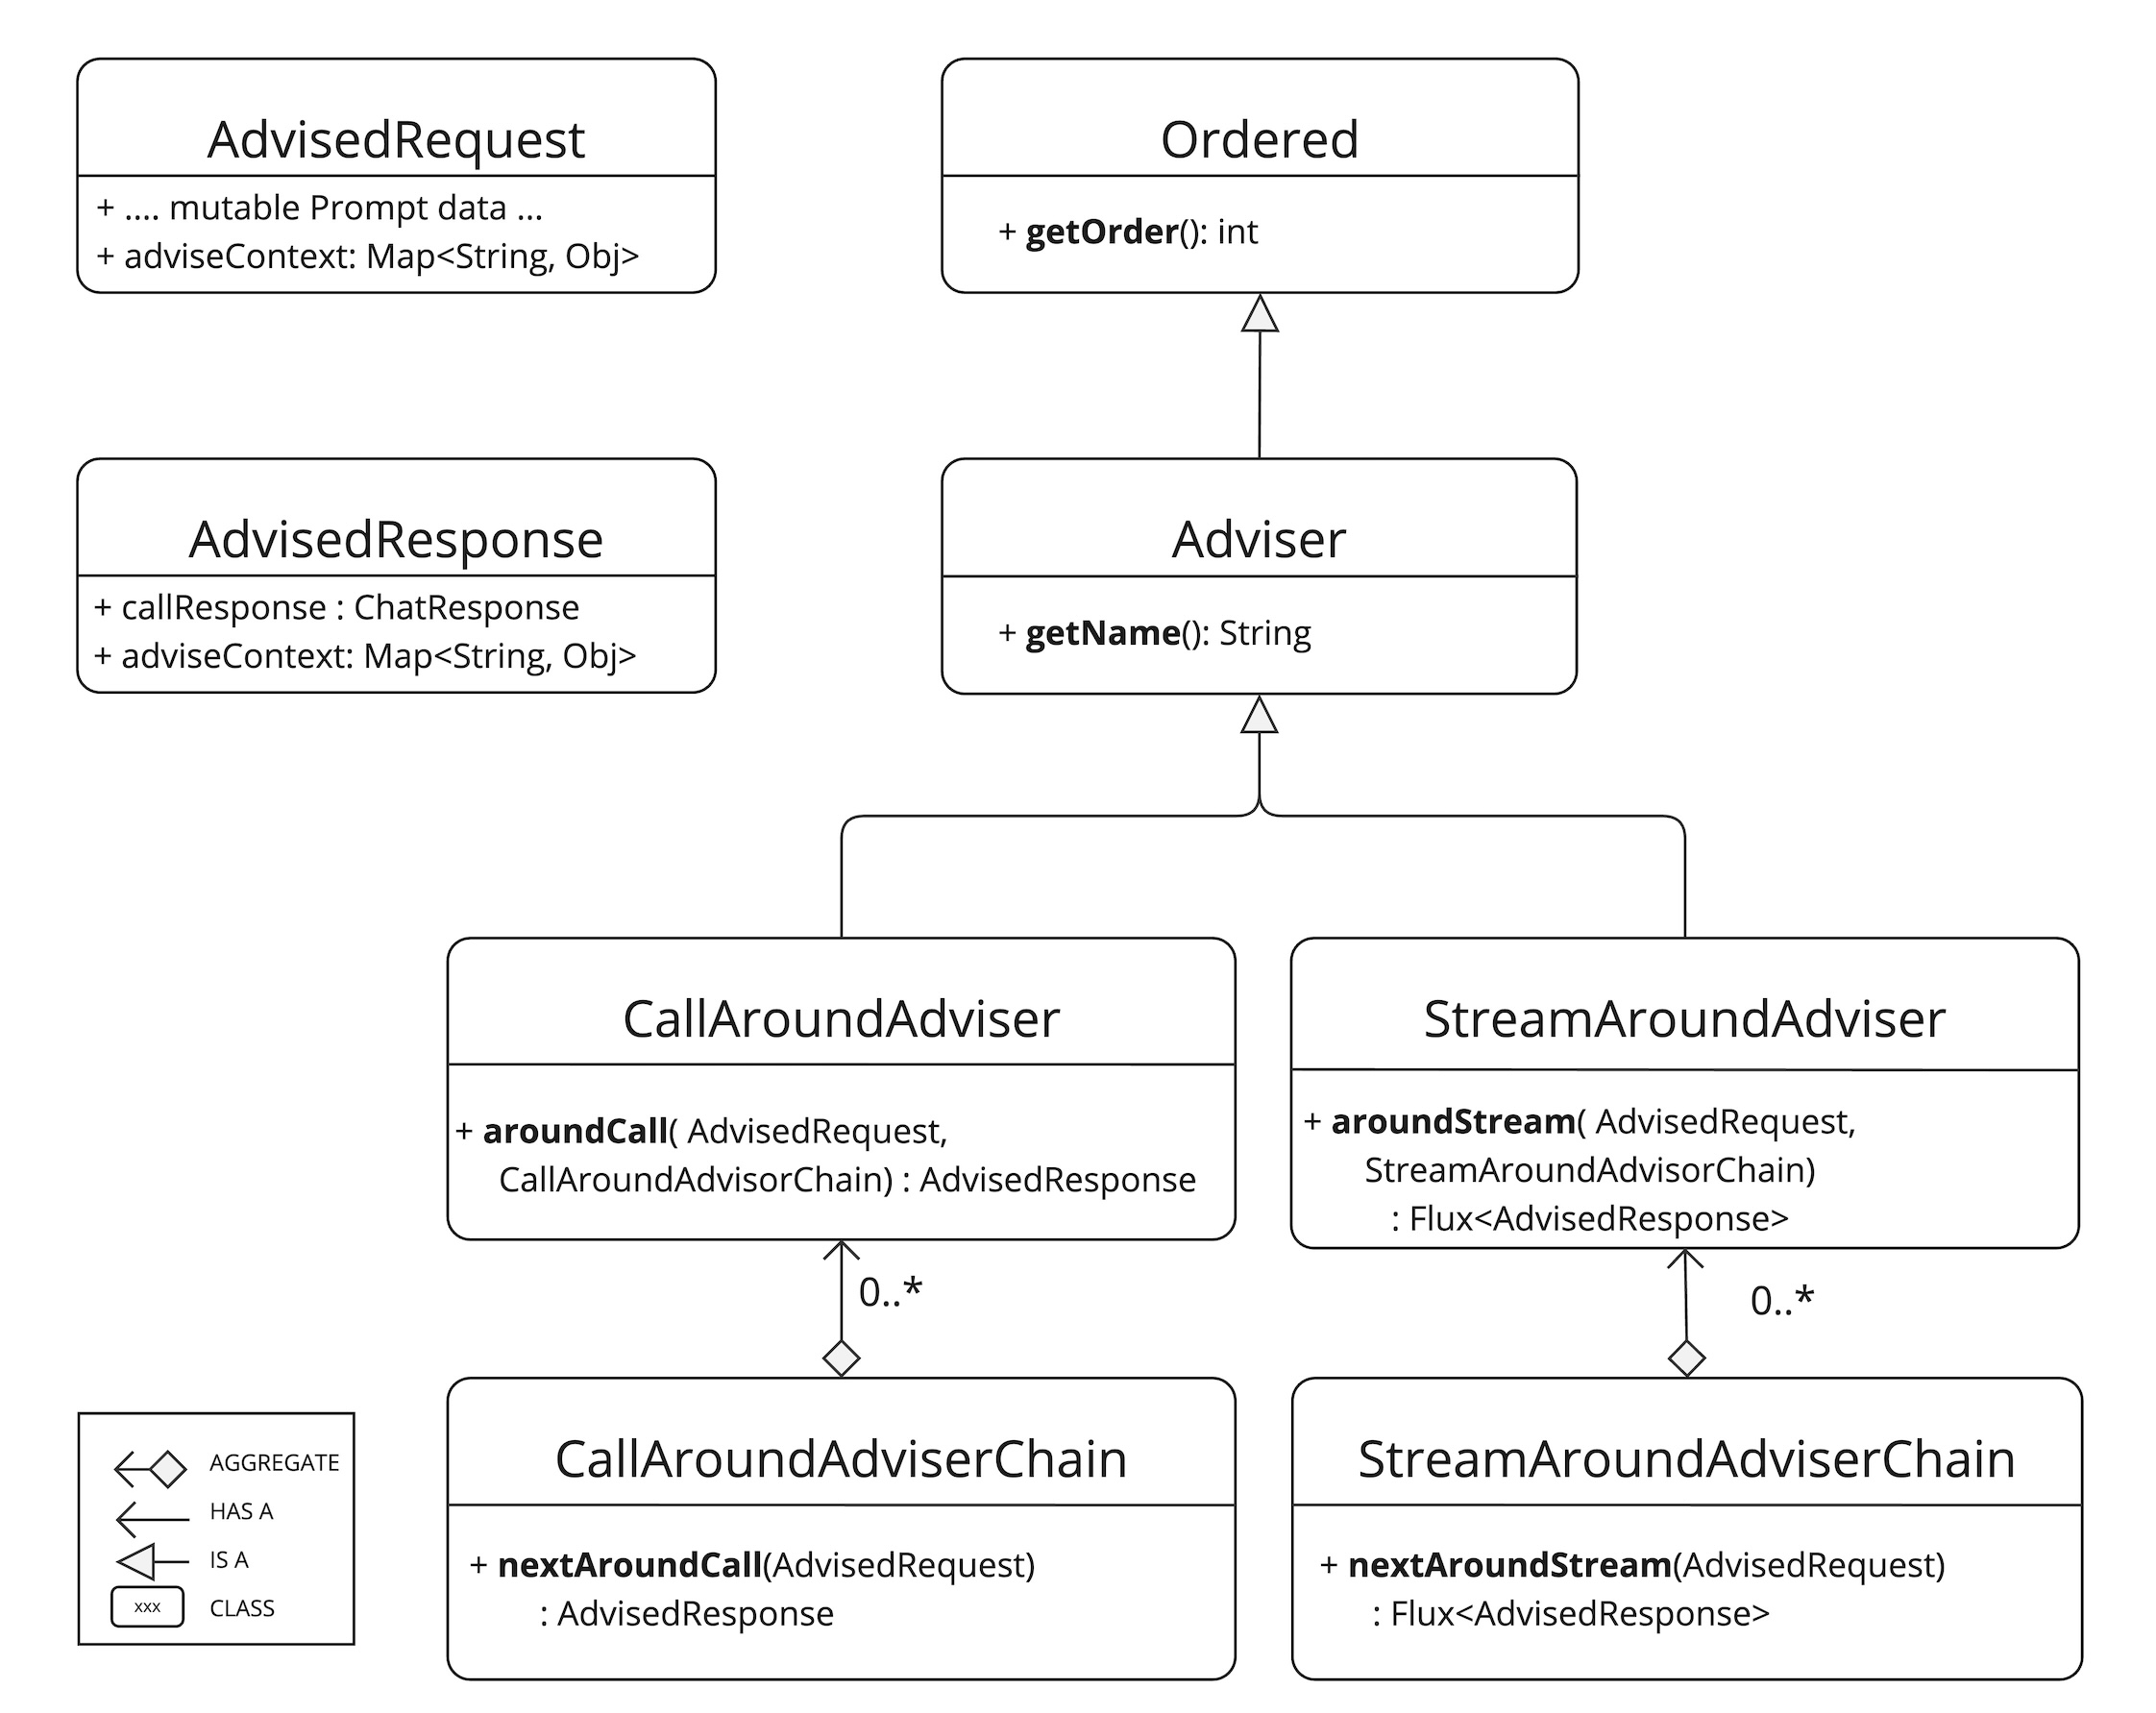 AdvisedRequest
+ .... mutable Prompt data ...
+ adviseContext: Map<String, Obj>
Ordered
+ getOrder(): int
AdvisedResponse
+ callResponse : ChatResponse
+ adviseContext: Map<String, Obj>
Adviser
+ getName(): String
CallAroundAdviser
+ aroundCall( AdvisedRequest,
CallAroundAdvisorChain) : AdvisedResponse
StreamAroundAdviser
+ aroundStream( AdvisedRequest,
StreamAroundAdvisorChain)
: Flux<AdvisedResponse>
0..*
0..*
CallAroundAdviserChain
+ nextAroundCall(AdvisedRequest)
: AdvisedResponse
StreamAroundAdviserChain
+ nextAroundStream(AdvisedRequest)
: Flux<AdvisedResponse>
AGGREGATE
HAS A
IS A
xxx CLASS